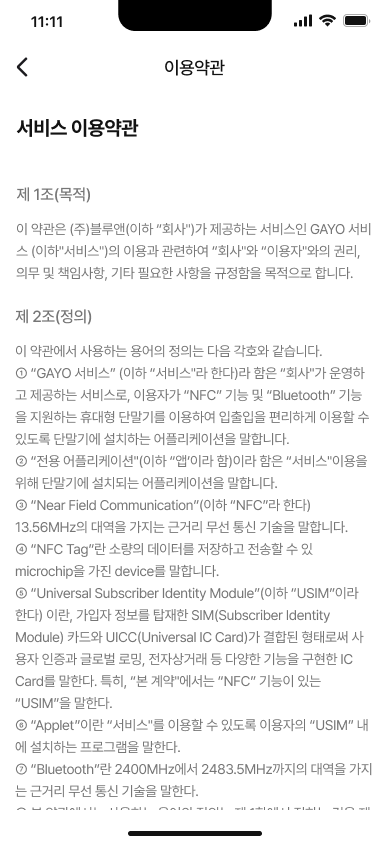 11:11
이용약관
서비스 이용약관
제 1조(목적)
이 약관은 (주)블루앤(이하 “회사")가 제공하는 서비스인 GAYO 서비
스 (이하"서비스")의 이용과 관련하여 “회사"와 “이용자"와의 권리,
의무 및 책임사항, 기타 필요한 사항을 규정함을 목적으로 합니다.
제 2조(정의)
이 약관에서 사용하는 용어의 정의는 다음 각호와 같습니다.
① “GAYO 서비스” (이하 “서비스"라 한다)라 함은 “회사"가 운영하
고 제공하는 서비스로, 이용자가 “NFC” 기능 및 “Bluetooth” 기능
을 지원하는 휴대형 단말기를 이용하여 입출입을 편리하게 이용할 수
있도록 단말기에 설치하는 어플리케이션을 말합니다.
② “전용 어플리케이션"(이하 “앱‘이라 함)이라 함은 “서비스"이용을
위해 단말기에 설치되는 어플리케이션을 말합니다.
③ “Near Field Communication”(이하 “NFC”라 한다)
13.56MHz의 대역을 가지는 근거리 무선 통신 기술을 말합니다.
④ “NFC Tag”란 소량의 데이터를 저장하고 전송할 수 있
microchip을 가진 device를 말합니다.
⑤ “Universal Subscriber Identity Module”(이하 “USIM”이라
한다) 이란, 가입자 정보를 탑재한 SIM(Subscriber Identity
Module) 카드와 UICC(Universal IC Card)가 결합된 형태로써 사
용자 인증과 글로벌 로밍, 전자상거래 등 다양한 기능을 구현한 IC
Card를 말한다. 특히, “본 계약"에서는 “NFC” 기능이 있는
“USIM”을 말한다.
⑥ “Applet”이란 “서비스"를 이용할 수 있도록 이용자의 “USIM” 내
에 설치하는 프로그램을 말한다.
⑦ “Bluetooth”란 2400MHz에서 2483.5MHz까지의 대역을 가지
는 근거리 무선 통신 기술을 말한다.